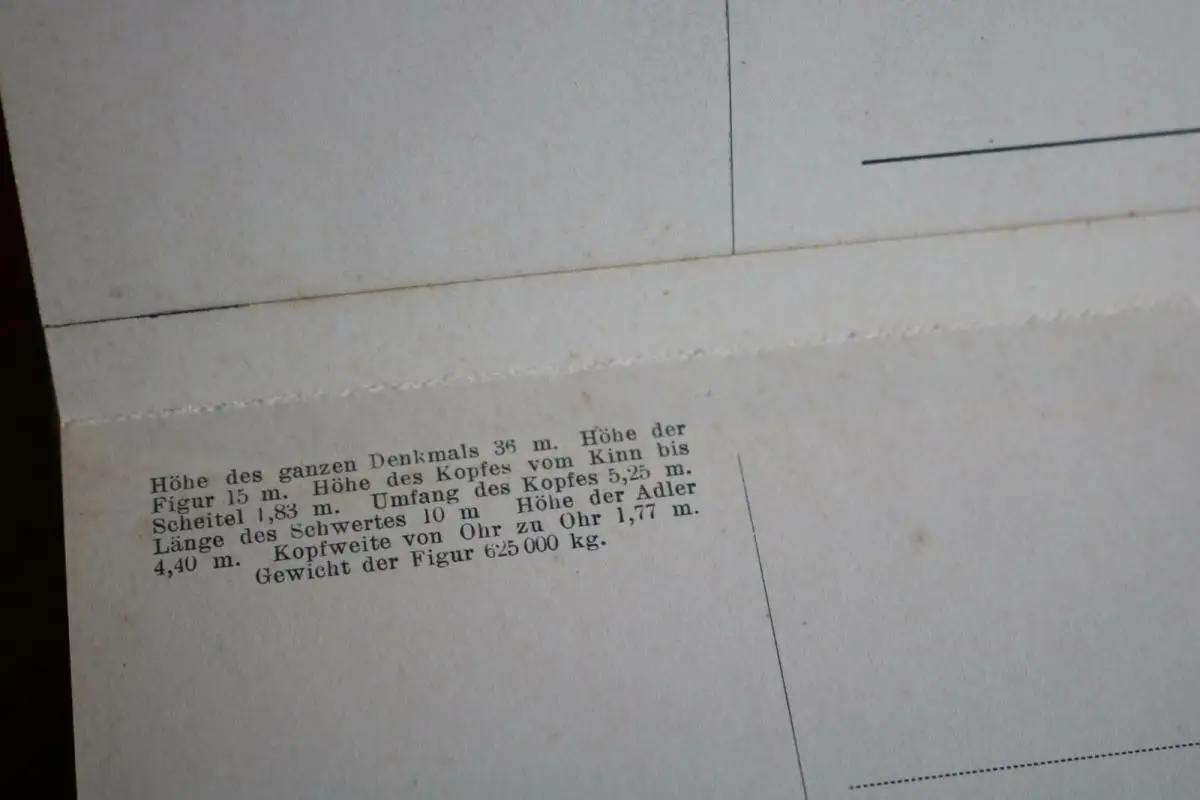 Höhe des ganzen Denkmals 36 m. Höhe der
Figur 15 m. Höhe des Kopfes vom Kinn bis
Scheitel 1,83 m. Umfang des Kopfes 5,25 m.
Länge des Schwertes 10 m Höhe der Adler
4,40 m. Kopfweite von Ohr zu Ohr 1,77 m.
Gewicht der Figur 625 000 kg.